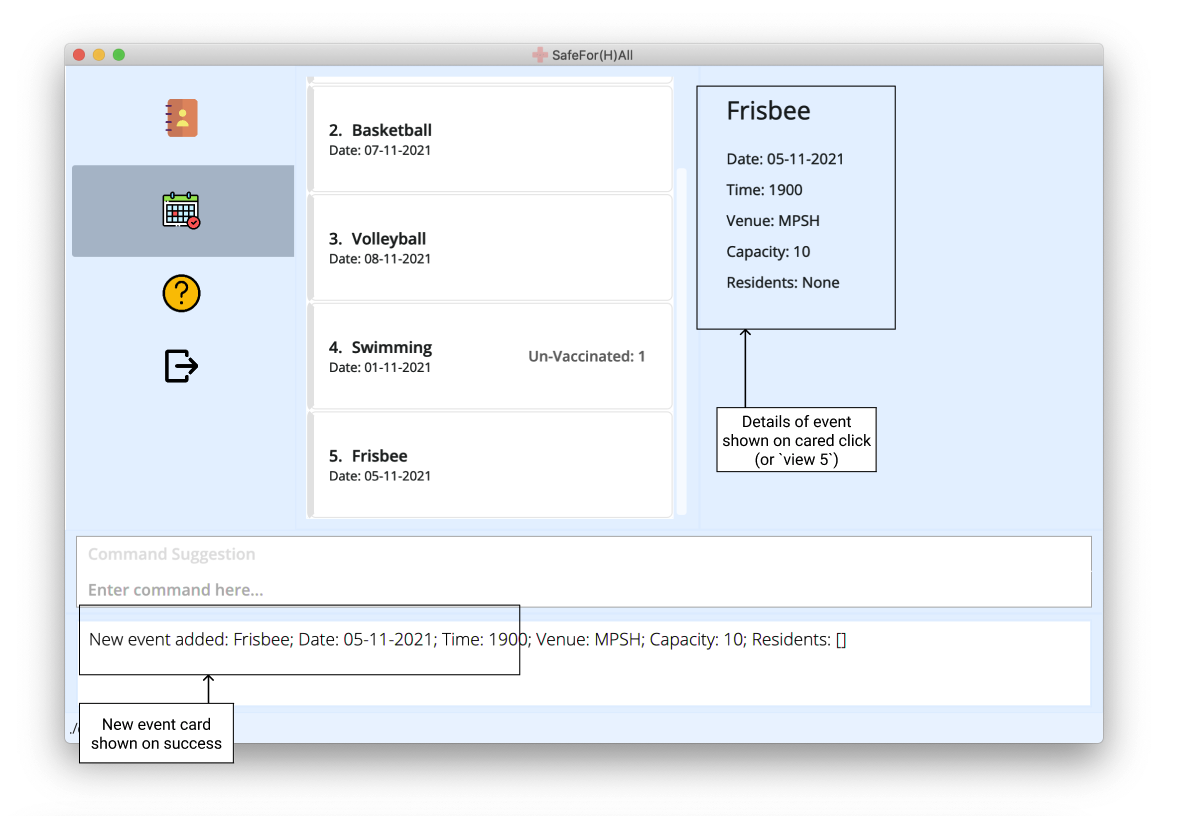 SafeFor(H)All
2. Basketball
Date: 07-11-2021
3. Volleyball
Date: 08-11-2021
4. Swimming
Date: 01-11-2021
Un-Vaccinated: 1
5. Frisbee
Date: 05-11-2021
Frisbee
Date: 05-11-2021
Time: 1900
Venue: MPSH
Capacity: 10
Residents: None
Details of event
shown on cared click
(or `view 5`)
Command Suggestion
Enter command here...
New event added: Frisbee; Date: 05-11-2021; Time: 1900; Venue: MPSH; Capacity: 10; Residents: []
New event card
shown on success